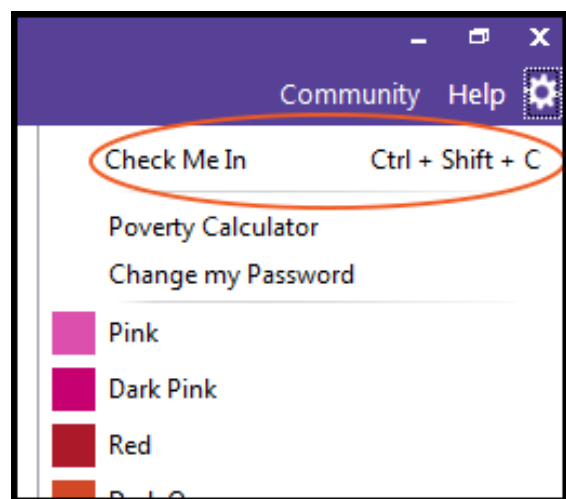 Community Help
Check Me In Ctrl + Shift + C
Poverty Calculator
Change my Password
Pink
Dark Pink
Red